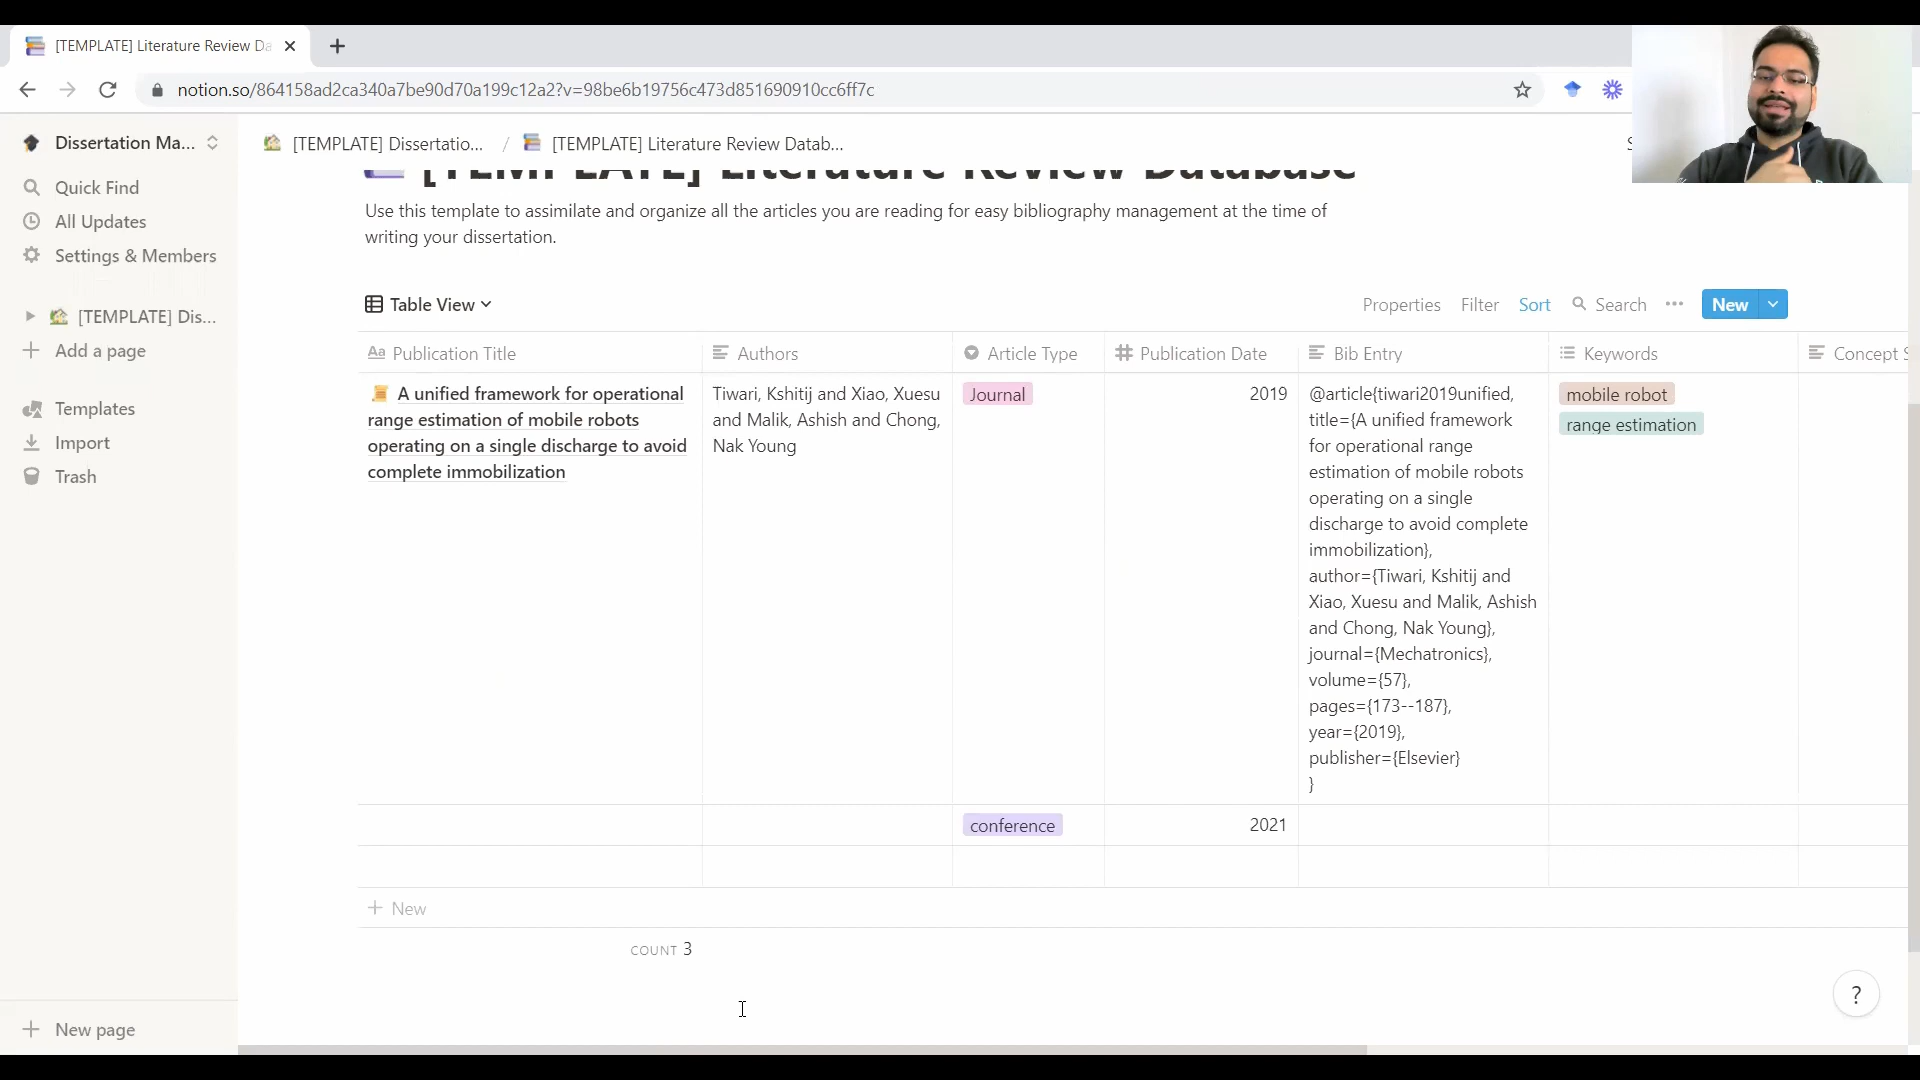 [TEMPLATE] Literature Review Da
notion.so/864158ad2ca340a7be90d70a199c12a2?v=98be6b19756c473d851690910cc6ff7c
Dissertation Ma...
[TEMPLATE] Dissertatio... / [TEMPLATE] Literature Review Datab...
Quick Find
All Updates
Settings & Members
[TEMPLATE] Dis...
Add a page
Templates
Import
Trash
New page
[TEMPLATE] Literature Review Database
Use this template to assimilate and organize all the articles you are reading for easy bibliography management at the time of
writing your dissertation.
Table View
Properties Filter Sort Search ••• New
Aa Publication Title Authors Article Type # Publication Date Bib Entry Keywords Concept S
A unified framework for operational
range estimation of mobile robots
operating on a single discharge to avoid
complete immobilization
Tiwari, Kshitij and Xiao, Xuesu
and Malik, Ashish and Chong,
Nak Young
Journal
2019
@article{tiwari2019unified,
title={A unified framework
for operational range
estimation of mobile robots
operating on a single
discharge to avoid complete
immobilization},
author={Tiwari, Kshitij and
Xiao, Xuesu and Malik, Ashish
and Chong, Nak Young},
journal={Mechatronics},
volume={57},
pages={173--187},
year={2019},
publisher={Elsevier}
}
mobile robot
range estimation
conference
2021
+ New
COUNT 3
?